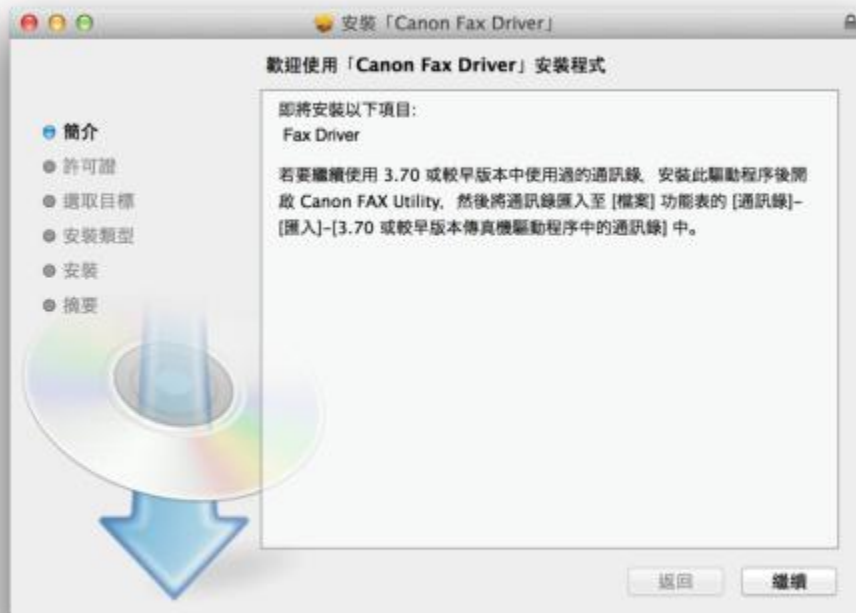 安裝「Canon Fax Driver」
歡迎使用「Canon Fax Driver」安裝程式
簡介
許可證
選取目標
安裝類型
安裝
摘要
即將安裝以下項目:
Fax Driver
若要繼續使用 3.70 或較早版本中使用過的通訊錄，安裝此驅動程序後開
啟 Canon FAX Utility，然後將通訊錄匯入至 [檔案] 功能表的 [通訊錄]-
[匯入]-[3.70 或較早版本傳真機驅動程序中的通訊錄] 中。
返回
繼續